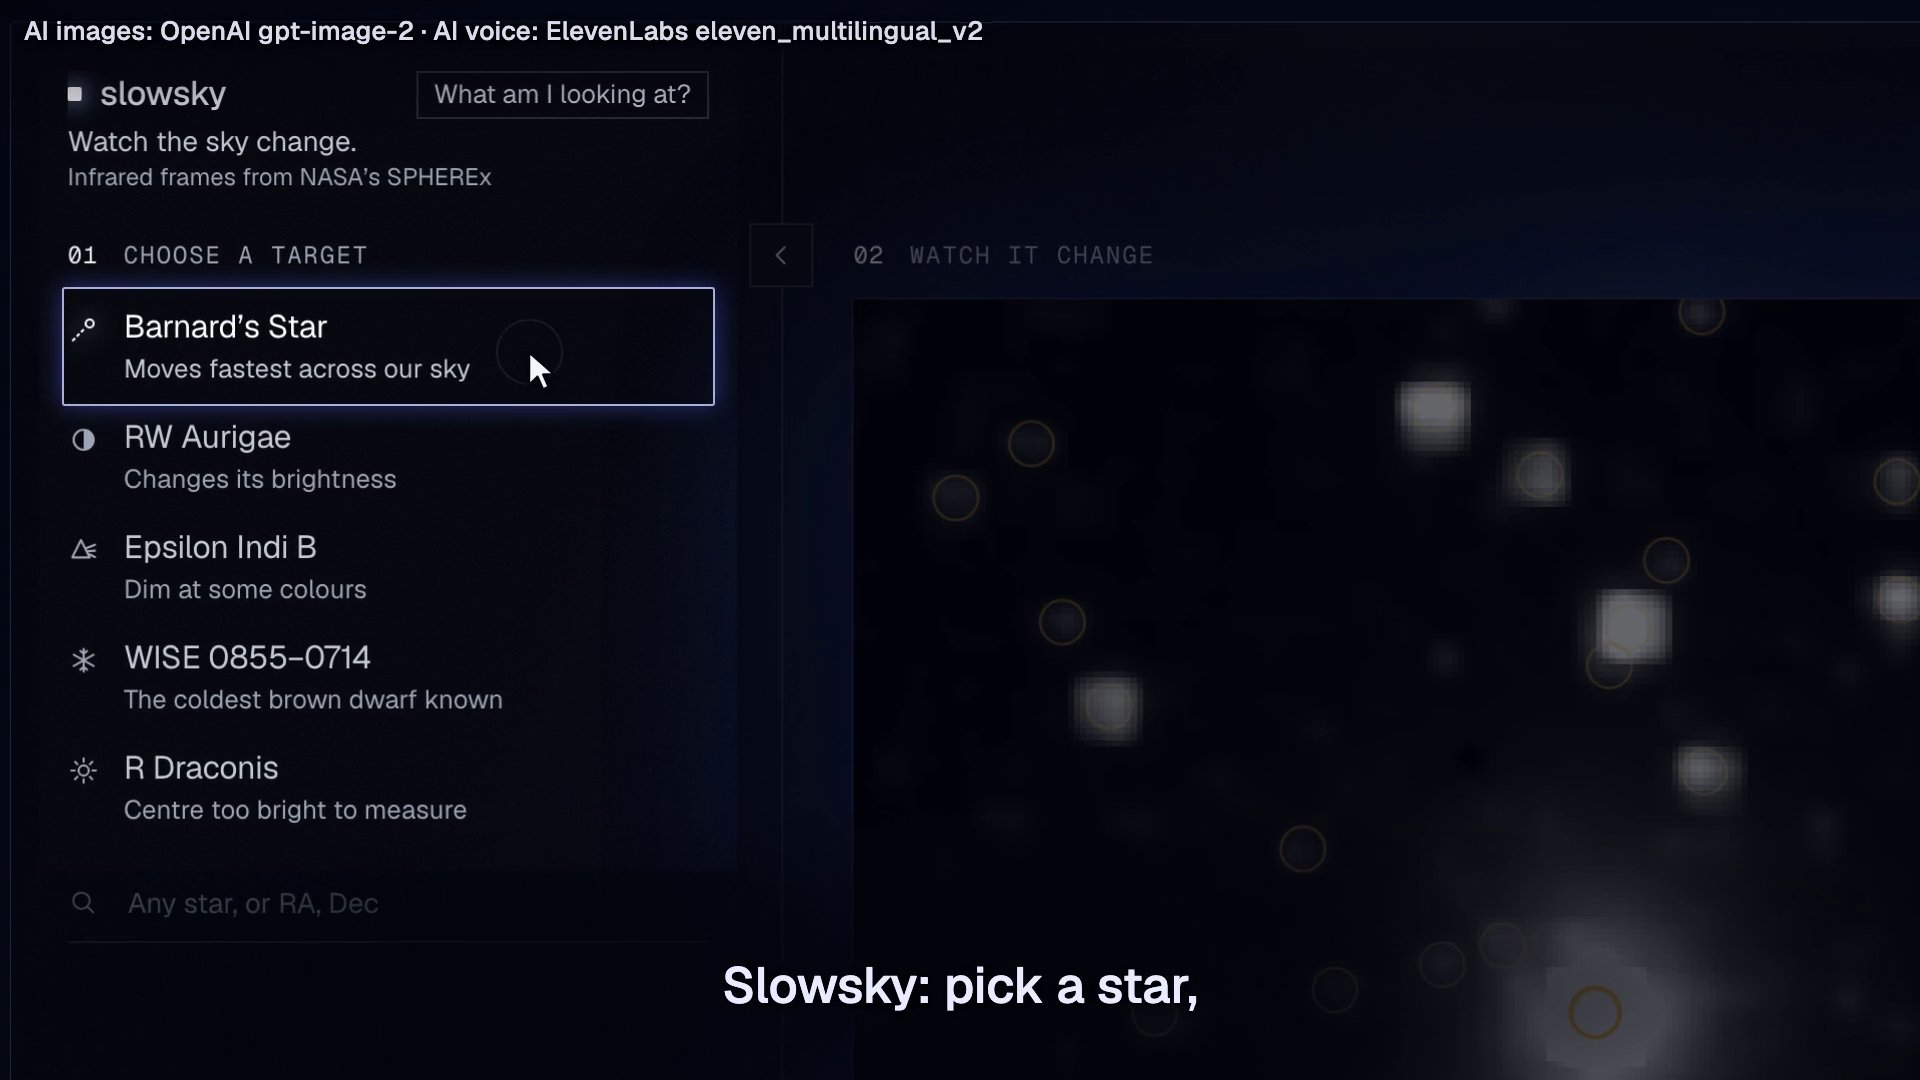 AI images: OpenAI gpt-image-2 · AI voice: ElevenLabs eleven_multilingual_v2
slowsky
What am I looking at?
Watch the sky change.
Infrared frames from NASA’s SPHEREx
01 CHOOSE A TARGET
02 WATCH IT CHANGE
Barnard’s Star
Moves fastest across our sky
RW Aurigae
Changes its brightness
Epsilon Indi B
Dim at some colours
WISE 0855–0714
The coldest brown dwarf known
R Draconis
Centre too bright to measure
Any star, or RA, Dec
Slowsky: pick a star,